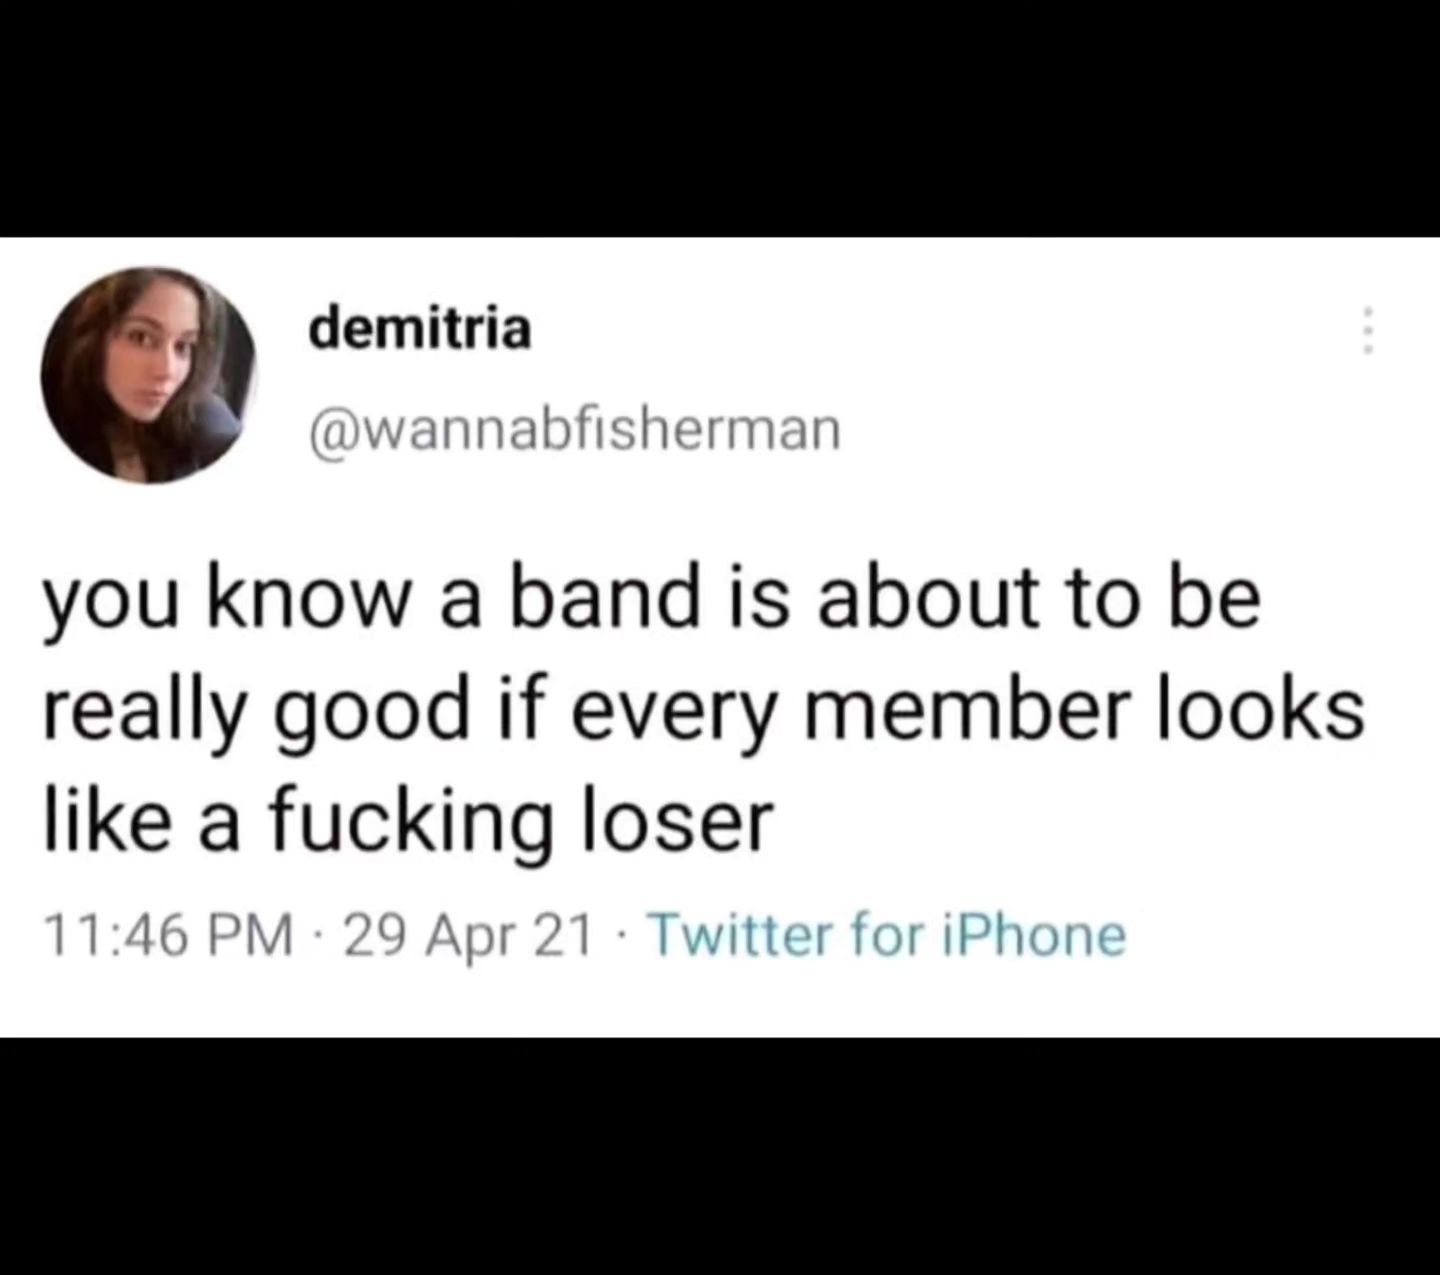 demitria
@wannabfisherman
you know a band is about to be
really good if every member looks
like a fucking loser
11:46 PM · 29 Apr 21 · Twitter for iPhone